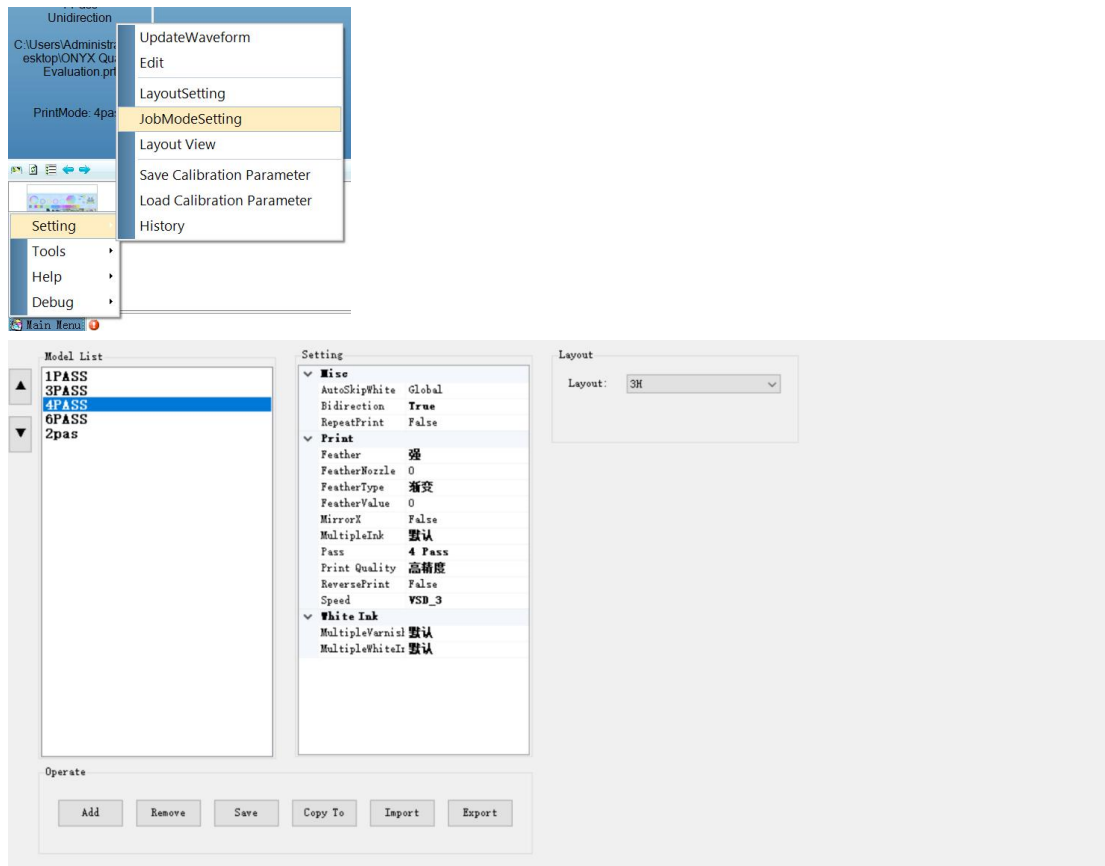 Unidirection
C:\Users\Administra
esktop\ONYX Qua
Evaluation.prt
PrintMode: 4pas
UpdateWaveform
Edit
LayoutSetting
JobModeSetting
Layout View
Save Calibration Parameter
Load Calibration Parameter
History
Setting
Tools
Help
Debug
Main Menu
Model List
1PASS
3PASS
4PASS
6PASS
2pas
Setting
Misc
AutoSkipWhite Global
Bidirection True
RepeatPrint False
Print
Feather 强
FeatherNozzle 0
FeatherType 渐变
FeatherValue 0
MirrorX False
MultipleInk 默认
Pass 4 Pass
Print Quality 高精度
ReversePrint False
Speed VSD_3
White Ink
MultipleVarnis 默认
MultipleWhiteI 默认
Layout
Layout: 3H
Operate
Add Remove Save Copy To Import Export